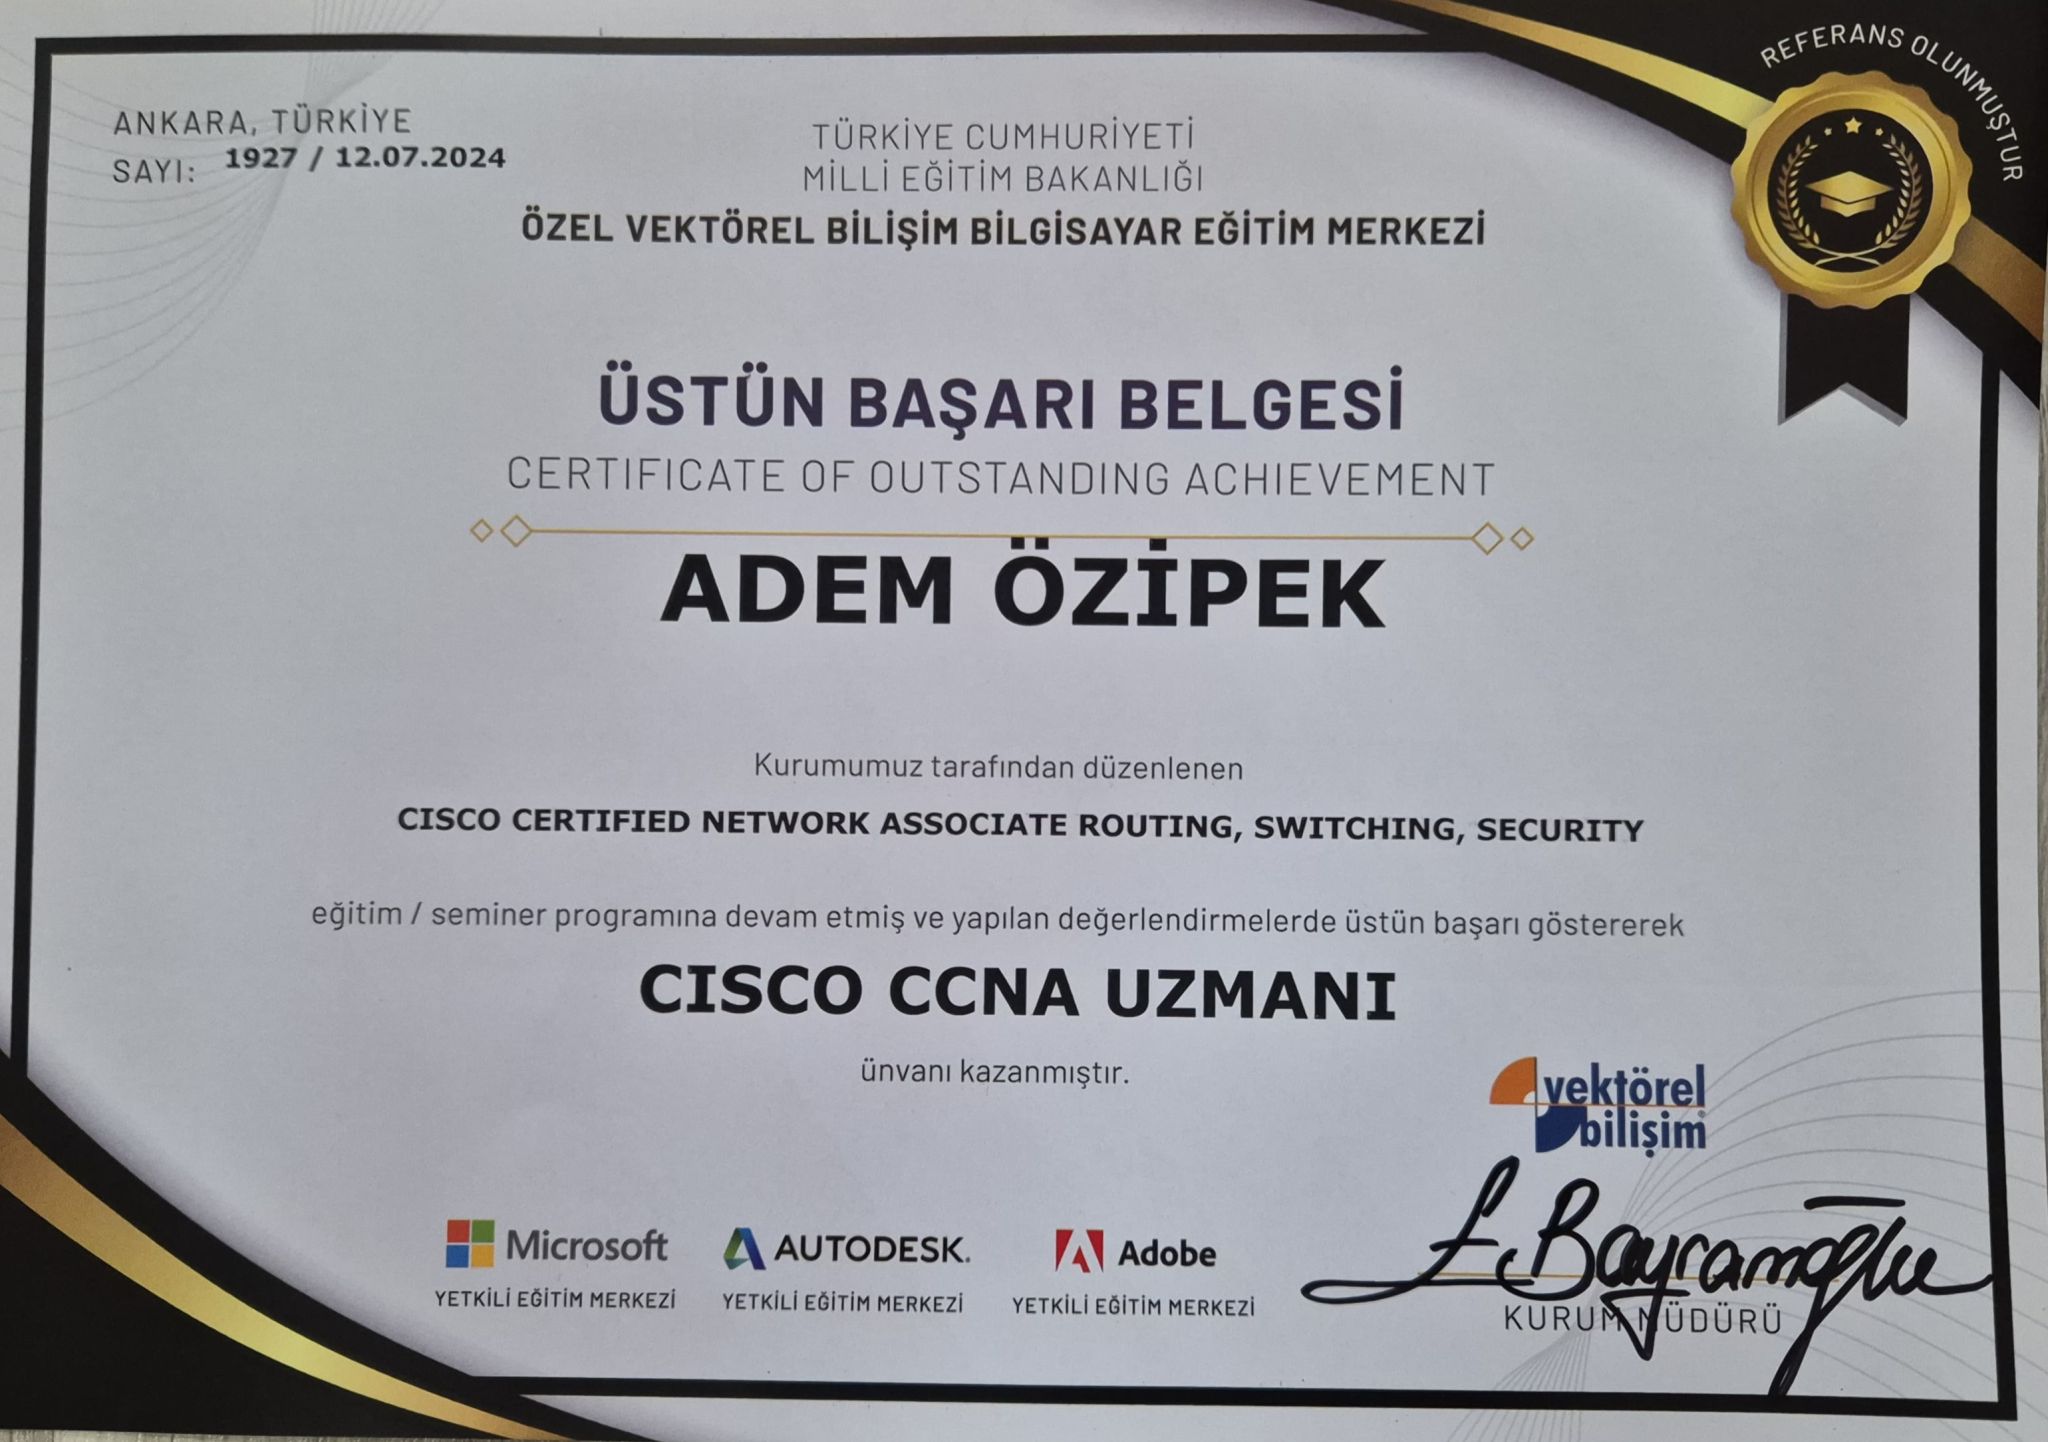 REFERANS OLUNMUŞTUR
ANKARA, TÜRKİYE
SAYI: 1927 / 12.07.2024
TÜRKİYE CUMHURİYETİ
MİLLİ EĞİTİM BAKANLIĞI
ÖZEL VEKTÖREL BİLİŞİM BİLGİSAYAR EĞİTİM MERKEZİ
ÜSTÜN BAŞARI BELGESİ
CERTIFICATE OF OUTSTANDING ACHIEVEMENT
ADEM ÖZİPEK
Kurumumuz tarafından düzenlenen
CISCO CERTIFIED NETWORK ASSOCIATE ROUTING, SWITCHING, SECURITY
eğitim / seminer programına devam etmiş ve yapılan değerlendirmelerde üstün başarı göstererek
CISCO CCNA UZMANI
ünvanı kazanmıştır.
vektörel
bilişim®
Microsoft
YETKİLİ EĞİTİM MERKEZİ
AUTODESK.
YETKİLİ EĞİTİM MERKEZİ
Adobe
YETKİLİ EĞİTİM MERKEZİ
Bayramoğlu
KURUM MÜDÜRÜ